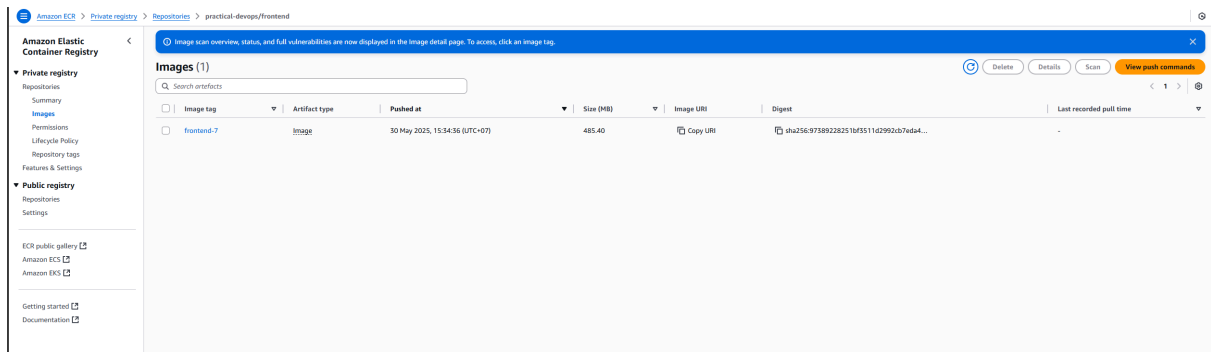 Amazon ECR > Private registry > Repositories > practical-devops/frontend
Amazon Elastic
Container Registry
Private registry
Repositories
Summary
Images
Permissions
Lifecycle Policy
Repository tags
Features & Settings
Public registry
Repositories
Settings
ECR public gallery
Amazon ECS
Amazon EKS
Getting started
Documentation
Image scan overview, status, and full vulnerabilities are now displayed in the Image detail page. To access, click an image tag.
Images (1)
Delete Details Scan View push commands
Search artefacts
1
Image tag Artifact type Pushed at Size (MB) Image URI Digest Last recorded pull time
frontend-7 Image 30 May 2025, 15:34:36 (UTC+07) 485.40 Copy URI sha256:97389228251bf3511d2992cb7eda4... -